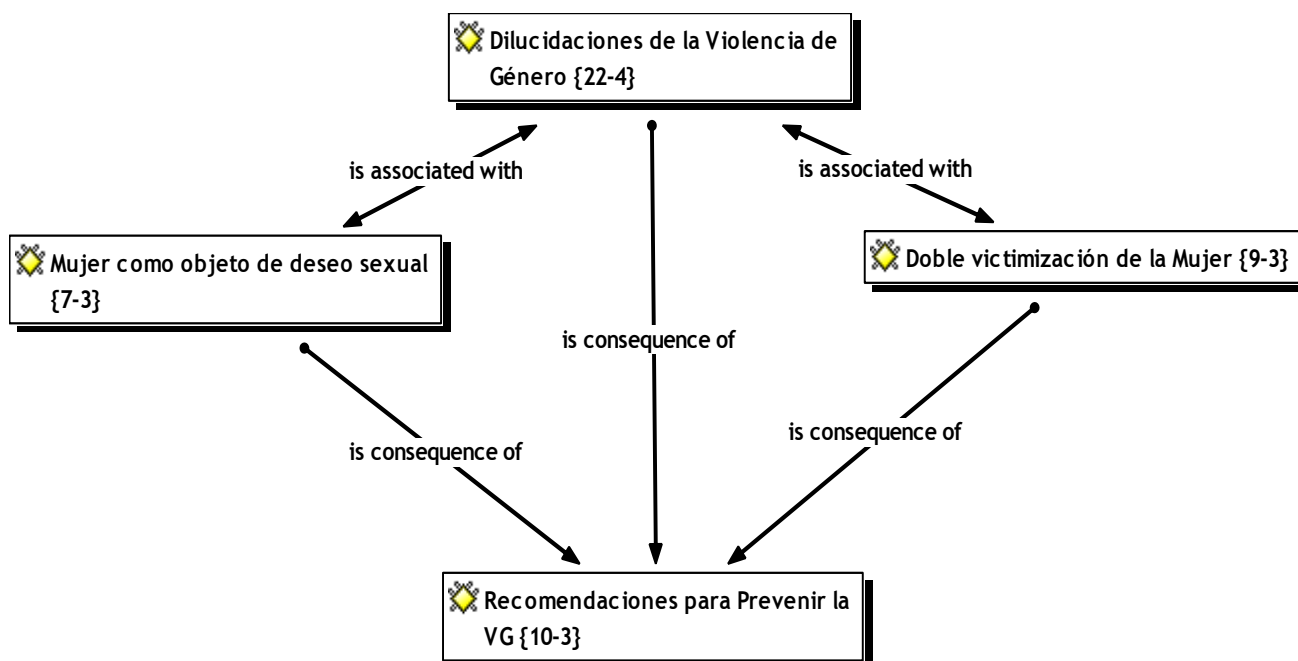 Dilucidaciones de la Violencia de
Género {22-4}
is associated with
is associated with
Mujer como objeto de deseo sexual
{7-3}
Doble victimización de la Mujer {9-3}
is consequence of
is consequence of
is consequence of
Recomendaciones para Prevenir la
VG {10-3}